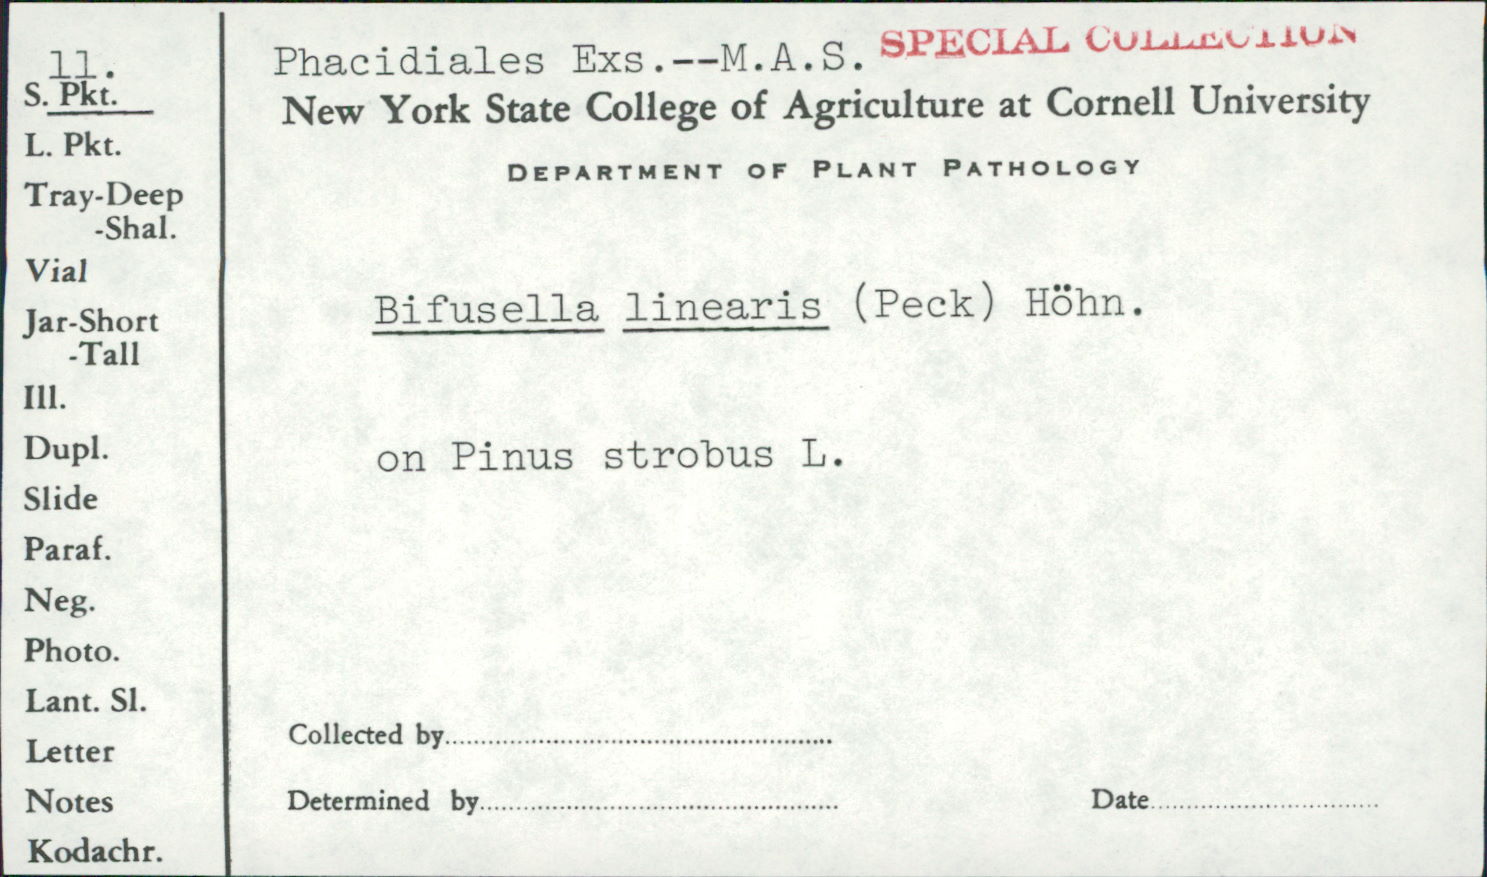 11.
S. Pkt.
L. Pkt.
Tray-Deep
-Shal.
Vial
Jar-Short
-Tall
Ill.
Dupl.
Slide
Paraf.
Neg.
Photo.
Lant. Sl.
Letter
Notes
Kodachr.
Phacidiales Exs.--M.A.S. SPECIAL COLLECTION
New York State College of Agriculture at Cornell University
DEPARTMENT OF PLANT PATHOLOGY
Bifusella linearis (Peck) Höhn.
on Pinus strobus L.
Collected by
Determined by
Date